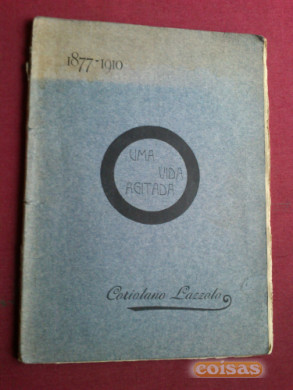 1877-1910
UMA
VIDA
AGITADA
Coriolano Lazzolo
coisas